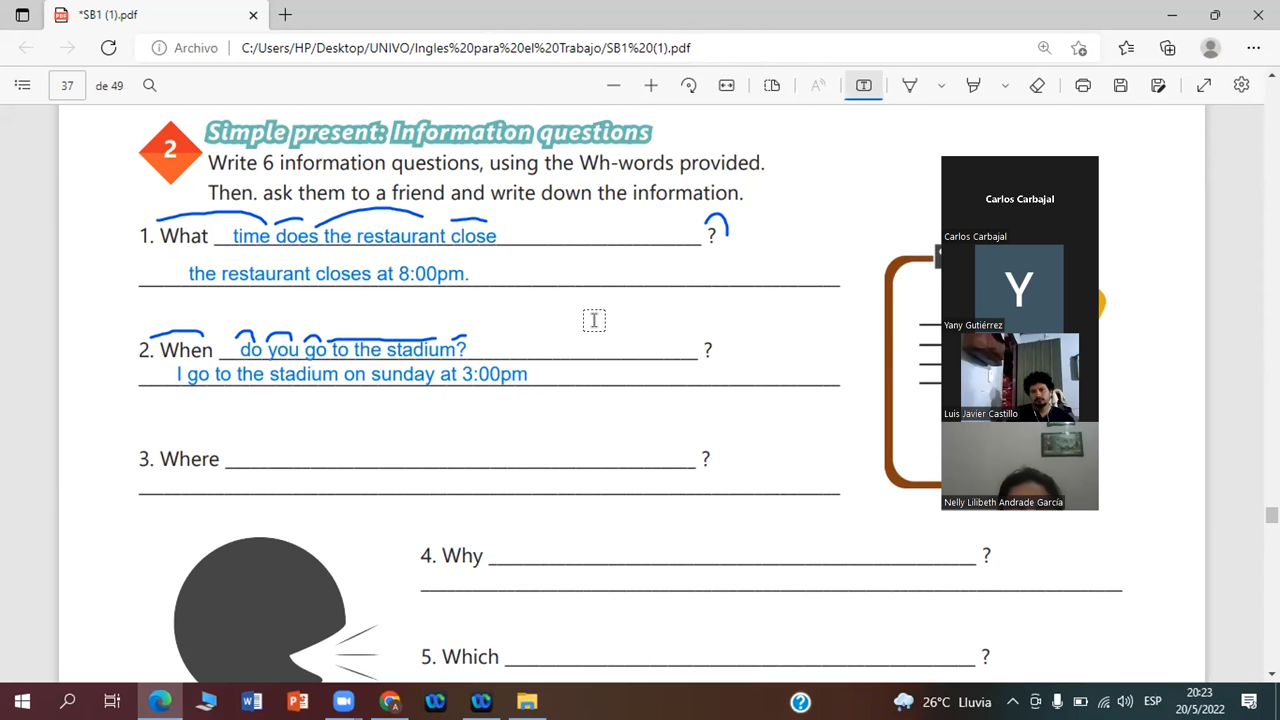 *SB1 (1).pdf
Archivo
C:/Users/HP/Desktop/UNIVO/Ingles%20para%20el%20Trabajo/SB1%20(1).pdf
37 de 49
2
Simple present: Information questions
Write 6 information questions, using the Wh-words provided.
Then. ask them to a friend and write down the information.
1. What time does the restaurant close ?
the restaurant closes at 8:00pm.
2. When do you go to the stadium? ?
I go to the stadium on sunday at 3:00pm
3. Where ?
4. Why ?
5. Which ?
Carlos Carbajal
Carlos Carbajal
Y
Yany Gutiérrez
Luis Javier Castillo
Nelly Lilibeth Andrade García
26°C Lluvia
ESP
20:23
20/5/2022